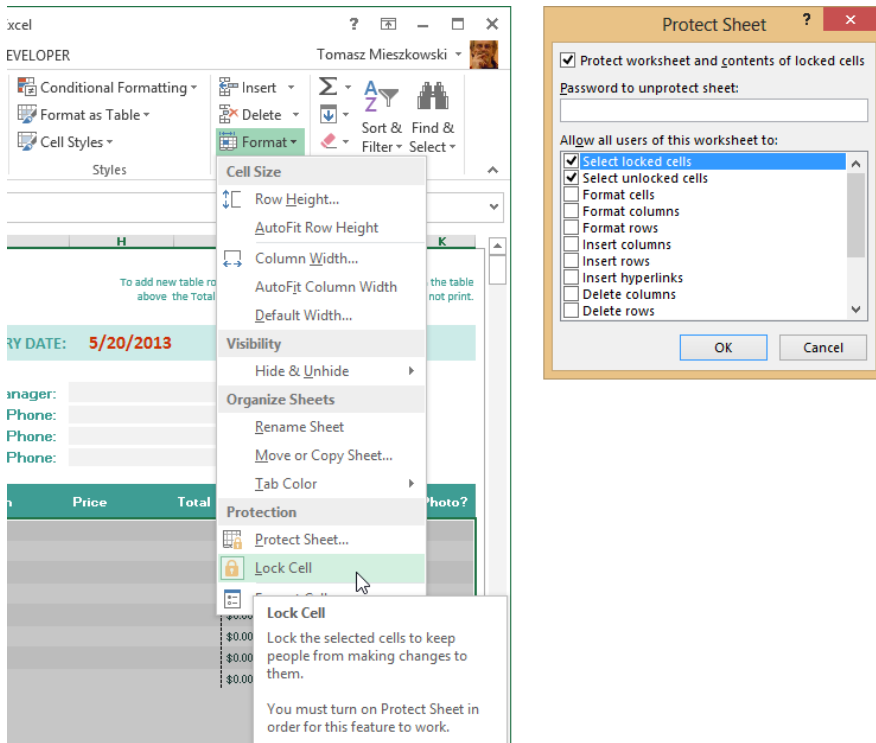 Excel
?
DEVELOPER
Tomasz Mieszkowski
Conditional Formatting
Format as Table
Cell Styles
Styles
Insert
Delete
Format
Sort & Find &
Filter Select
Cell Size
Row Height...
AutoFit Row Height
Column Width...
AutoFit Column Width
Default Width...
Visibility
Hide & Unhide
Organize Sheets
Rename Sheet
Move or Copy Sheet...
Tab Color
Protection
Protect Sheet...
Lock Cell
Lock Cell
Lock the selected cells to keep
people from making changes to
them.
You must turn on Protect Sheet in
order for this feature to work.
H
K
To add new table
the table
above the Total
not print.
RY DATE: 5/20/2013
anager:
Phone:
Phone:
Phone:
Price
Total
Photo?
$0.00
$0.00
$0.00
Protect Sheet
?
Protect worksheet and contents of locked cells
Password to unprotect sheet:
Allow all users of this worksheet to:
Select locked cells
Select unlocked cells
Format cells
Format columns
Format rows
Insert columns
Insert rows
Insert hyperlinks
Delete columns
Delete rows
OK
Cancel